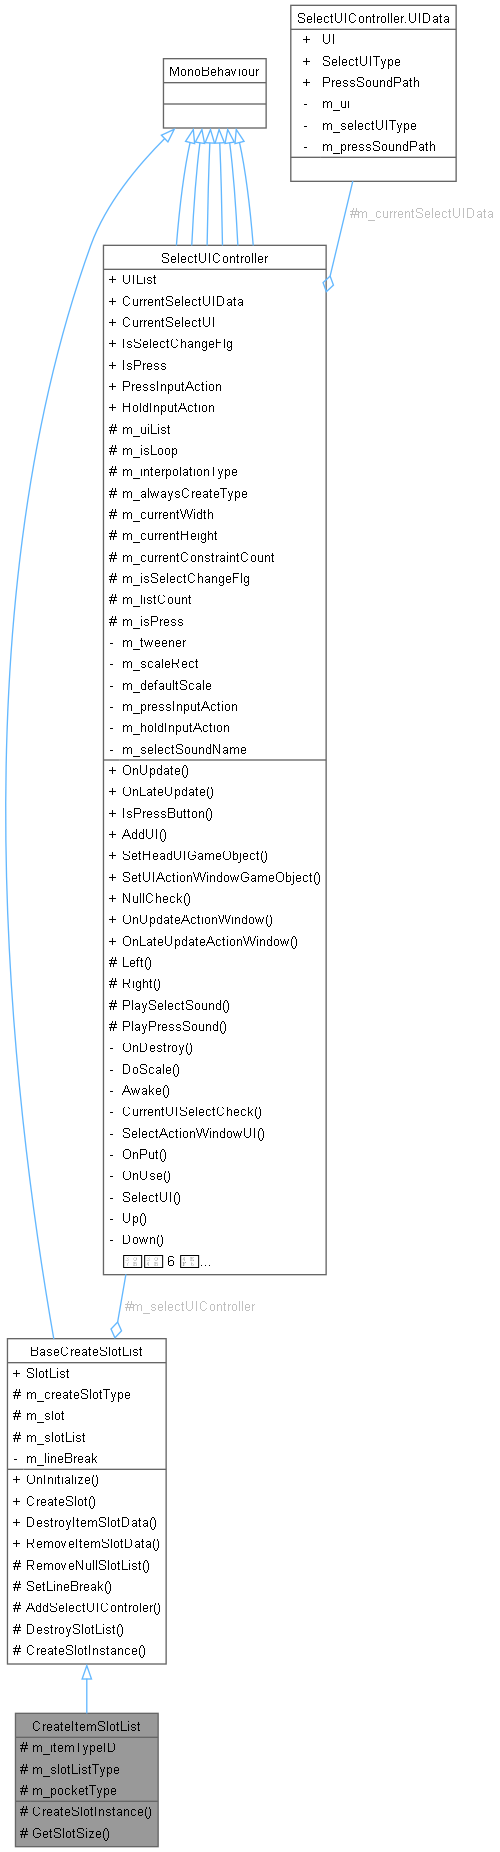 SelectUIController.UIData
+ UI
+ SelectUIType
+ PressSoundPath
- m_ui
- m_selectUIType
- m_pressSoundPath
MonoBehaviour
#m_currentSelectUIData
SelectUIController
+ UIList
+ CurrentSelectUIData
+ CurrentSelectUI
+ IsSelectChangeFlg
+ IsPress
+ PressInputAction
+ HoldInputAction
# m_uiList
# m_isLoop
# m_interpolationType
# m_alwaysCreateType
# m_currentWidth
# m_currentHeight
# m_currentConstraintCount
# m_isSelectChangeFlg
# m_listCount
# m_isPress
- m_tweener
- m_scaleRect
- m_defaultScale
- m_pressInputAction
- m_holdInputAction
- m_selectSoundName
+ OnUpdate()
+ OnLateUpdate()
+ IsPressButton()
+ AddUI()
+ SetHeadUIGameObject()
+ SetUIActionWindowGameObject()
+ NullCheck()
+ OnUpdateActionWindow()
+ OnLateUpdateActionWindow()
# Left()
# Right()
# PlaySelectSound()
# PlayPressSound()
- OnDestroy()
- DoScale()
- Awake()
- CurrentUISelectCheck()
- SelectActionWindowUI()
- OnPut()
- OnUse()
- SelectUI()
- Up()
- Down()
6 ...
#m_selectUIController
BaseCreateSlotList
+ SlotList
# m_createSlotType
# m_slot
# m_slotList
- m_lineBreak
+ OnInitialize()
+ CreateSlot()
+ DestroyItemSlotData()
+ RemoveItemSlotData()
# RemoveNullSlotList()
# SetLineBreak()
# AddSelectUIControler()
# DestroySlotList()
# CreateSlotInstance()
CreateItemSlotList
# m_itemTypeID
# m_slotListType
# m_pocketType
# CreateSlotInstance()
# GetSlotSize()